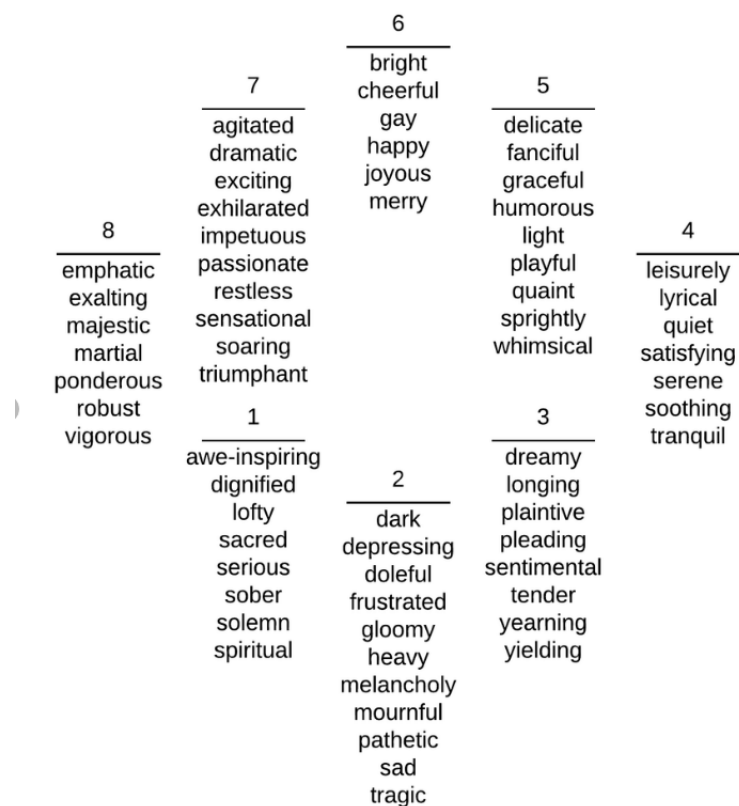 6
bright
cheerful
gay
happy
joyous
merry
7
agitated
dramatic
exciting
exhilarated
impetuous
passionate
restless
sensational
soaring
triumphant
5
delicate
fanciful
graceful
humorous
light
playful
quaint
sprightly
whimsical
8
emphatic
exalting
majestic
martial
ponderous
robust
vigorous
4
leisurely
lyrical
quiet
satisfying
serene
soothing
tranquil
1
awe-inspiring
dignified
lofty
sacred
serious
sober
solemn
spiritual
2
dark
depressing
doleful
frustrated
gloomy
heavy
melancholy
mournful
pathetic
sad
tragic
3
dreamy
longing
plaintive
pleading
sentimental
tender
yearning
yielding